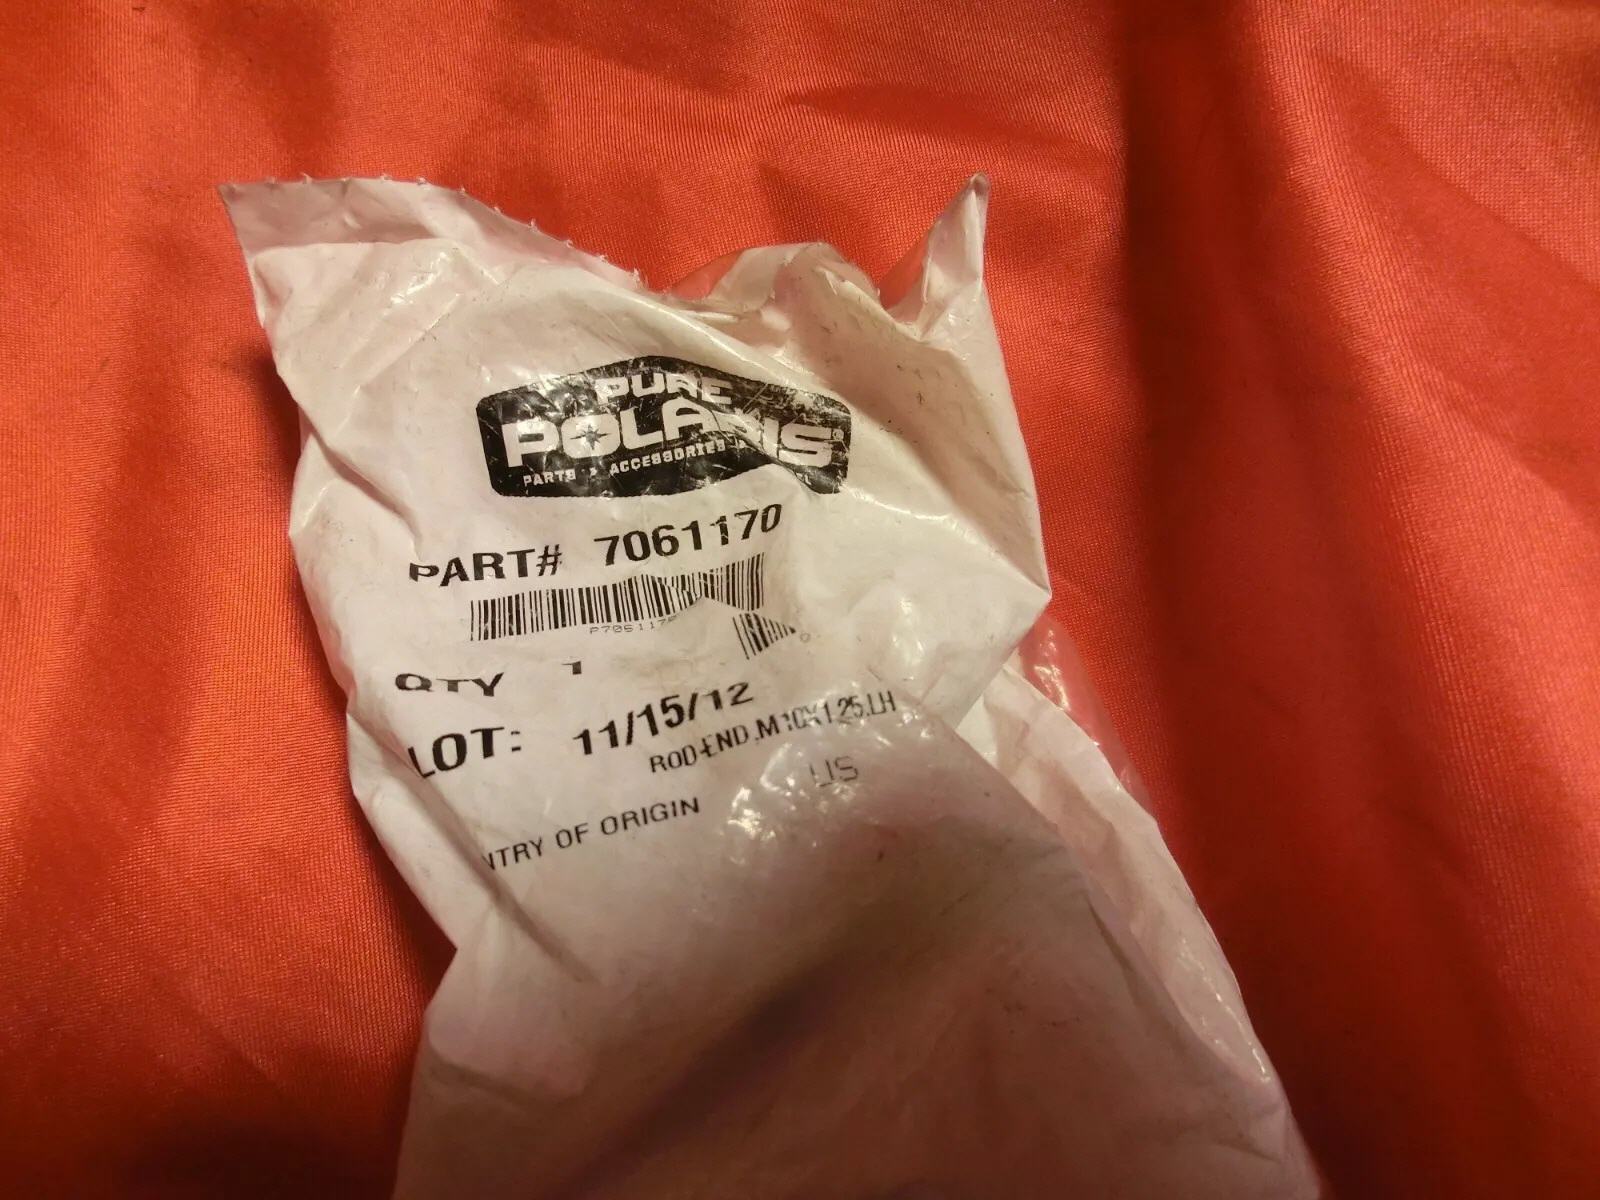 PURE
POLARIS
PARTS ACCESSORIES
PART# 7061170
QTY 1
LOT: 11/15/12
ROD-END,M10X1.25,LH
NTRY OF ORIGIN US